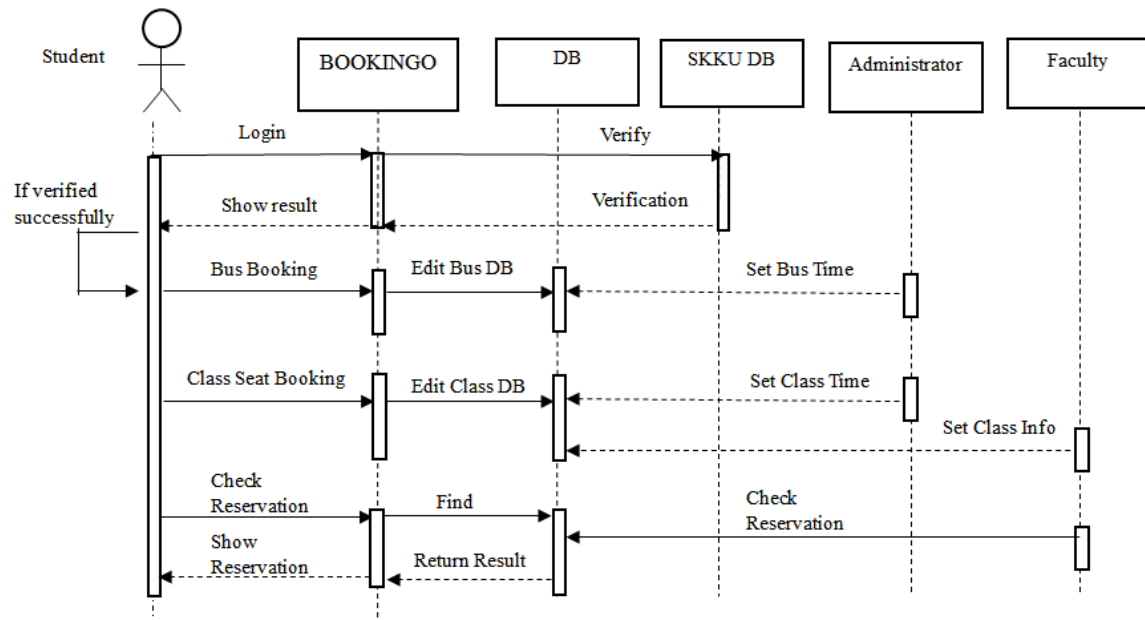 Student
BOOKINGO
DB
SKKU DB
Administrator
Faculty
Login
Verify
If verified
successfully
Show result
Verification
Bus Booking
Edit Bus DB
Set Bus Time
Class Seat Booking
Edit Class DB
Set Class Time
Set Class Info
Check
Reservation
Find
Check
Reservation
Show
Reservation
Return Result